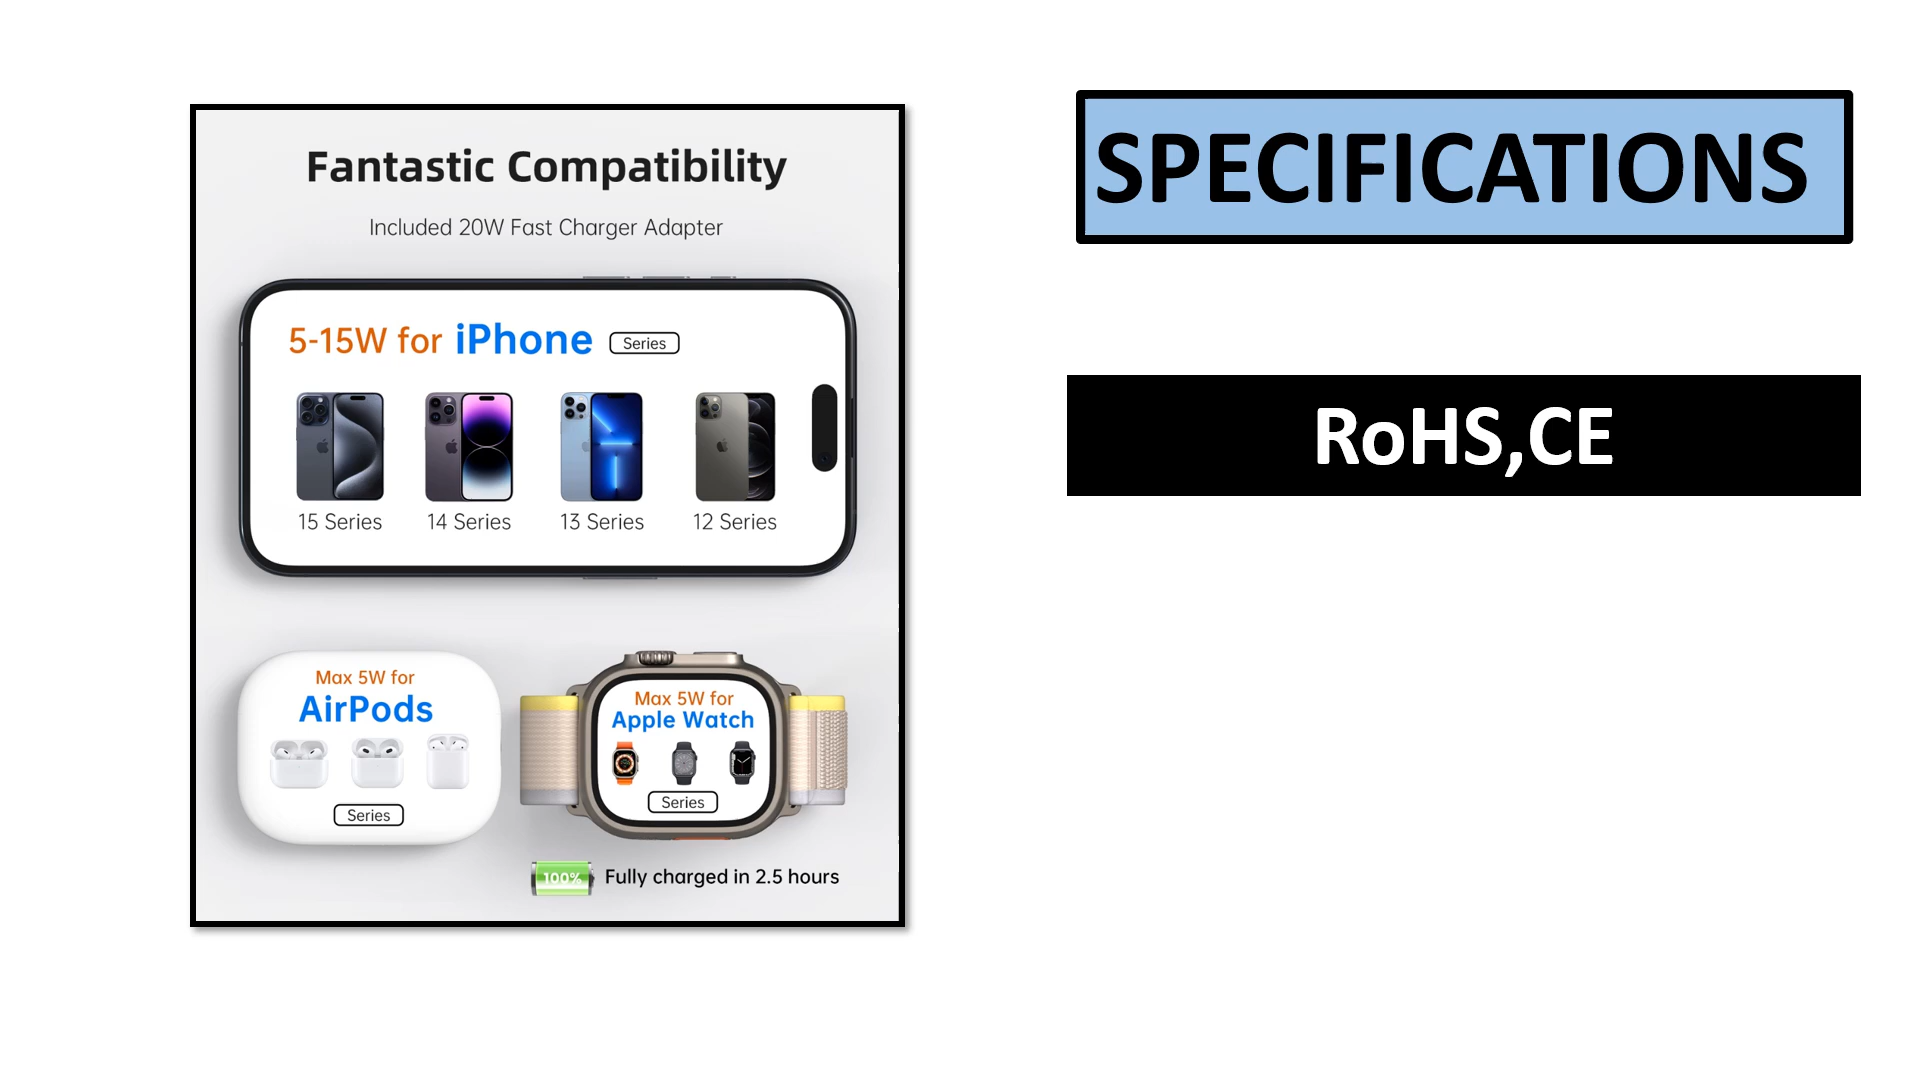 Fantastic Compatibility
Included 20W Fast Charger Adapter
5-15W for iPhone Series
15 Series 14 Series 13 Series 12 Series
Max 5W for
AirPods
Series
Max 5W for
Apple Watch
Series
100% Fully charged in 2.5 hours
SPECIFICATIONS
RoHS,CE